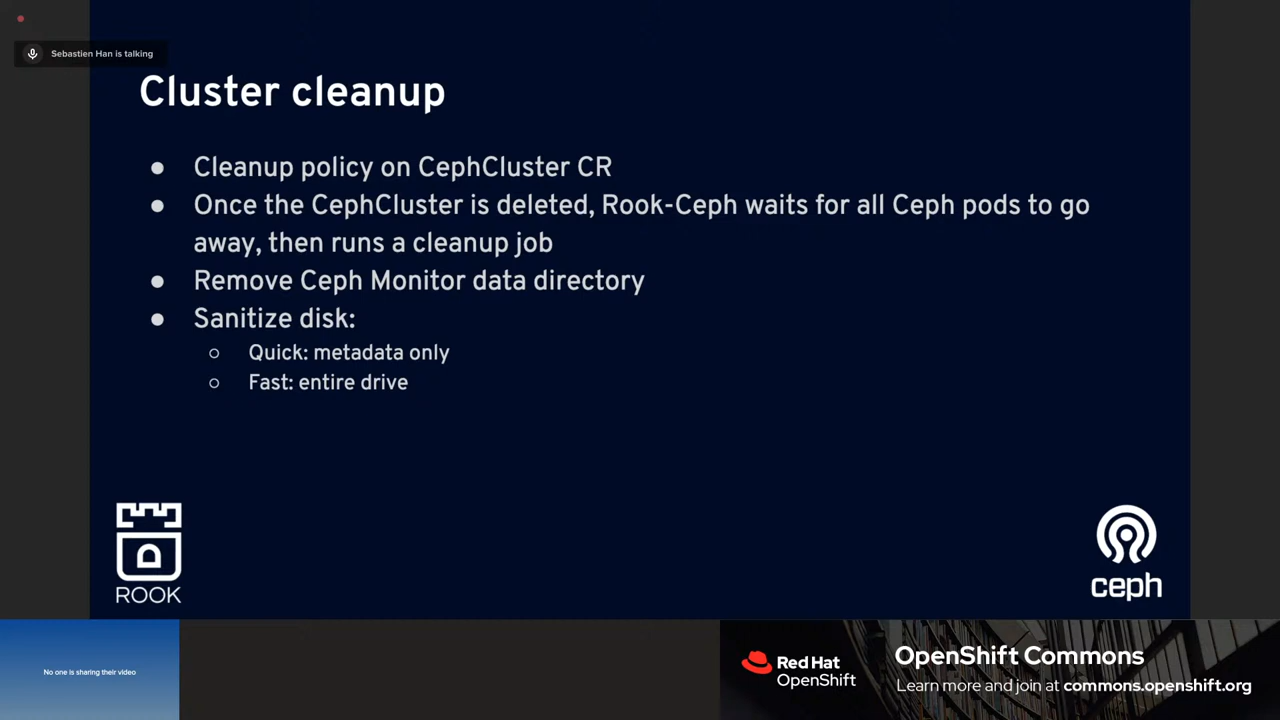 Sebastien Han is talking
Cluster cleanup
● Cleanup policy on CephCluster CR
● Once the CephCluster is deleted, Rook-Ceph waits for all Ceph pods to go
away, then runs a cleanup job
● Remove Ceph Monitor data directory
● Sanitize disk:
○ Quick: metadata only
○ Fast: entire drive
ROOK
ceph
No one is sharing their video
Red Hat
OpenShift
OpenShift Commons
Learn more and join at commons.openshift.org